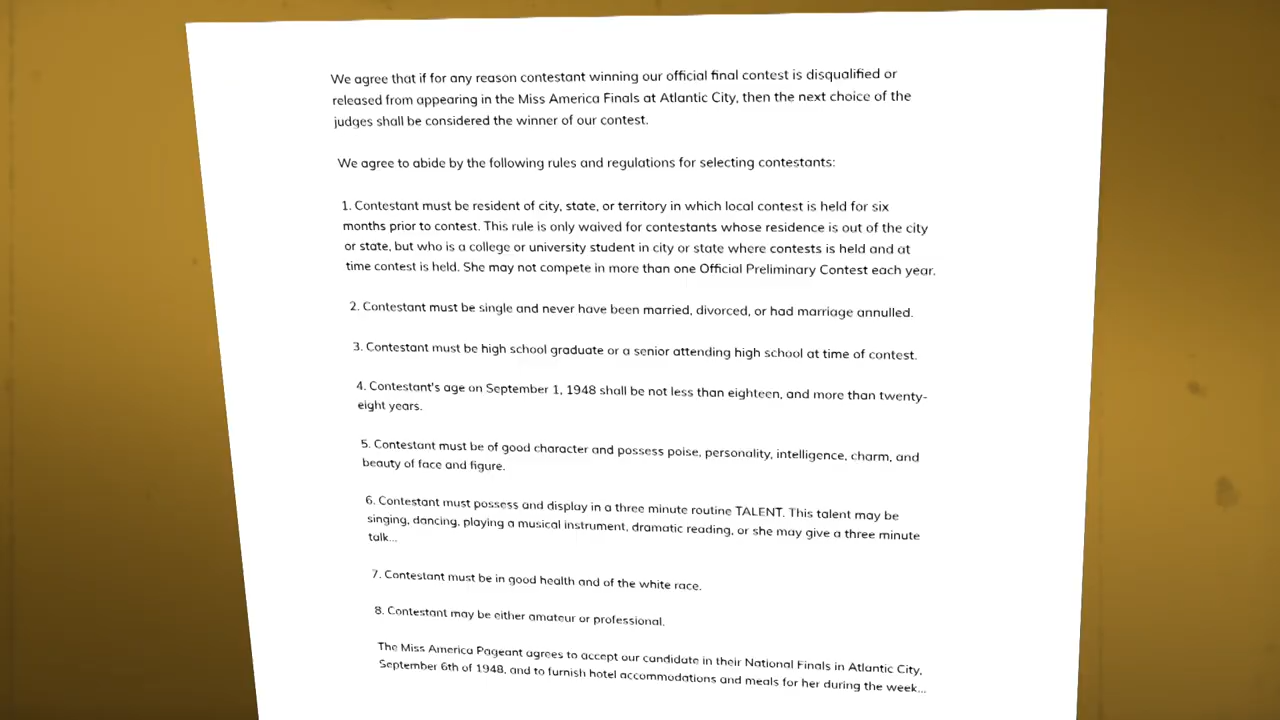 We agree that if for any reason contestant winning our official final contest is disqualified or
released from appearing in the Miss America Finals at Atlantic City, then the next choice of the
judges shall be considered the winner of our contest.
We agree to abide by the following rules and regulations for selecting contestants:
1. Contestant must be resident of city, state, or territory in which local contest is held for six
months prior to contest. This rule is only waived for contestants whose residence is out of the city
or state, but who is a college or university student in city or state where contests is held and at
time contest is held. She may not compete in more than one Official Preliminary Contest each year.
2. Contestant must be single and never have been married, divorced, or had marriage annulled.
3. Contestant must be high school graduate or a senior attending high school at time of contest.
4. Contestant's age on September 1, 1948 shall be not less than eighteen, and more than twenty-
eight years.
5. Contestant must be of good character and possess poise, personality, intelligence, charm, and
beauty of face and figure.
6. Contestant must possess and display in a three minute routine TALENT. This talent may be
singing, dancing, playing a musical instrument, dramatic reading, or she may give a three minute
talk...
7. Contestant must be in good health and of the white race.
8. Contestant may be either amateur or professional.
The Miss America Pageant agrees to accept our candidate in their National Finals in Atlantic City,
September 6th of 1948, and to furnish hotel accommodations and meals for her during the week...